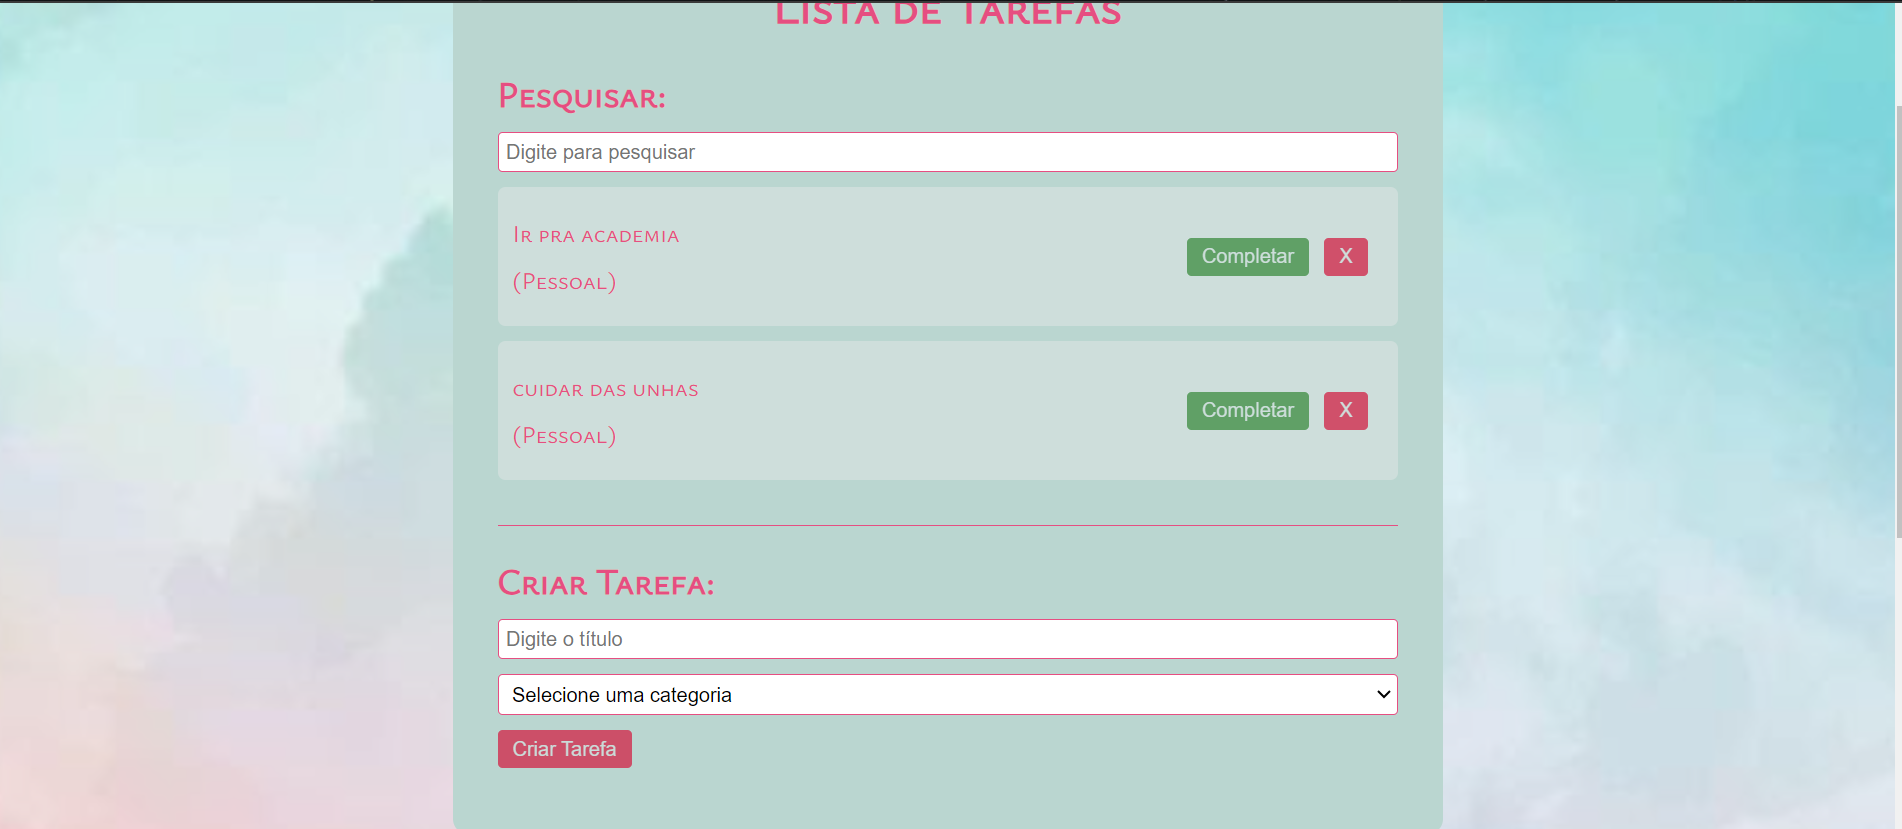 Lista de Tarefas
Pesquisar:
Digite para pesquisar
Ir pra academia
(Pessoal)
Completar X
cuidar das unhas
(Pessoal)
Completar X
Criar Tarefa:
Digite o título
Selecione uma categoria
Criar Tarefa